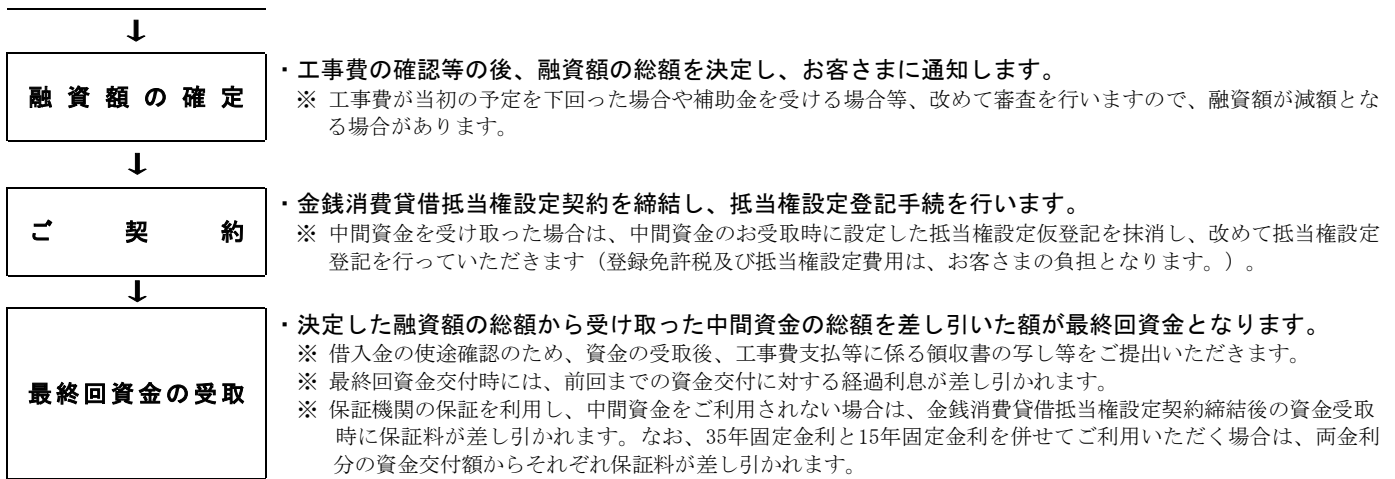 ↓
融資額の確定
・工事費の確認等の後、融資額の総額を決定し、お客さまに通知します。
※ 工事費が当初の予定を下回った場合や補助金を受ける場合等、改めて審査を行いますので、融資額が減額とな
る場合があります。
↓
ご契約
・金銭消費貸借抵当権設定契約を締結し、抵当権設定登記手続を行います。
※ 中間資金を受け取った場合は、中間資金のお受取時に設定した抵当権設定仮登記を抹消し、改めて抵当権設定
登記を行っていただきます（登録免許税及び抵当権設定費用は、お客さまの負担となります。）。
↓
最終回資金の受取
・決定した融資額の総額から受け取った中間資金の総額を差し引いた額が最終回資金となります。
※ 借入金の使途確認のため、資金の受取後、工事費支払等に係る領収書の写し等をご提出いただきます。
※ 最終回資金交付時には、前回までの資金交付に対する経過利息が差し引かれます。
※ 保証機関の保証を利用し、中間資金をご利用されない場合は、金銭消費貸借抵当権設定契約締結後の資金受取
時に保証料が差し引かれます。なお、35年固定金利と15年固定金利を併せてご利用いただく場合は、両金利
分の資金交付額からそれぞれ保証料が差し引かれます。